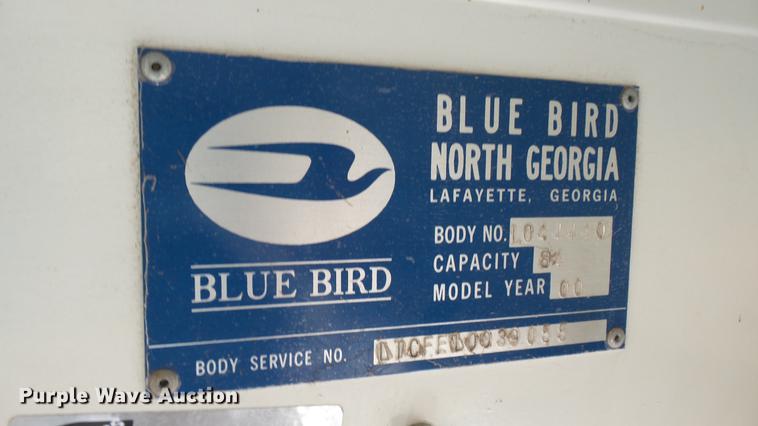 BLUE BIRD
NORTH GEORGIA
LAFAYETTE, GEORGIA
BODY NO.
CAPACITY
MODEL YEAR 00
BLUE BIRD
BODY SERVICE NO.
Purple Wave Auction